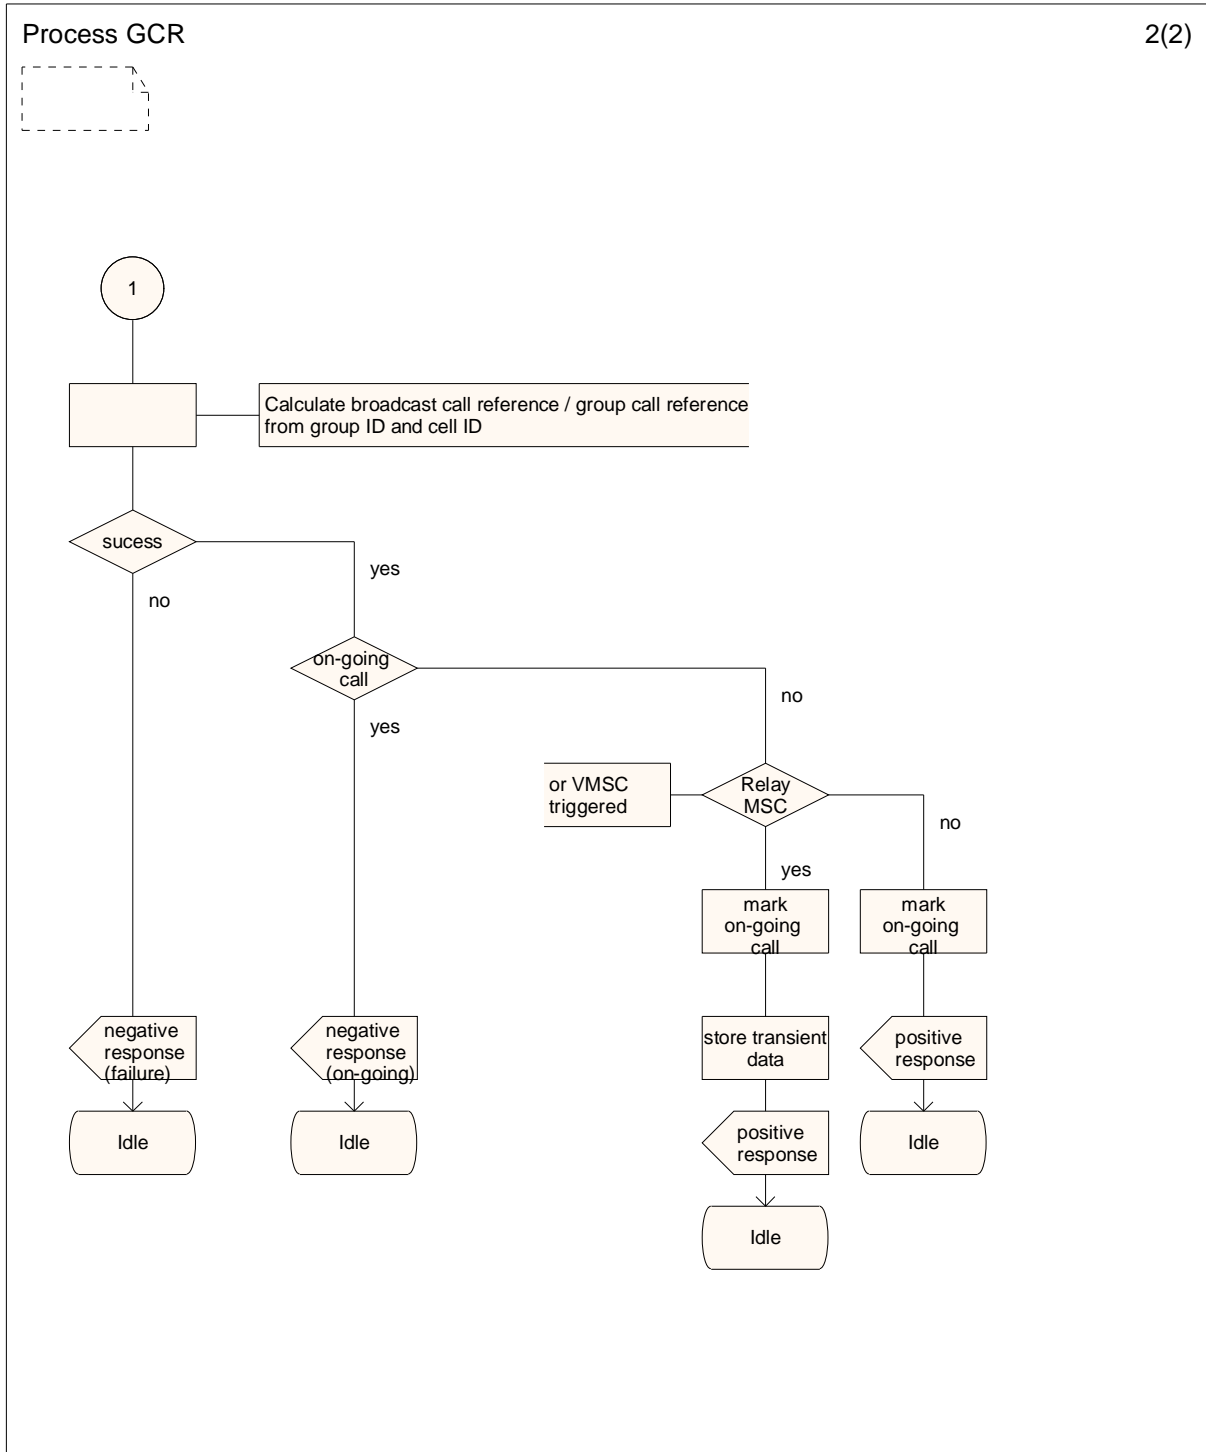 Process GCR
2(2)
1
Calculate broadcast call reference / group call reference
from group ID and cell ID
sucess
yes
no
on-going
call
no
yes
or VMSC
triggered
Relay
MSC
no
yes
mark
on-going
call
mark
on-going
call
negative
response
(failure)
negative
response
(on-going)
store transient
data
positive
response
Idle
Idle
positive
response
Idle
Idle